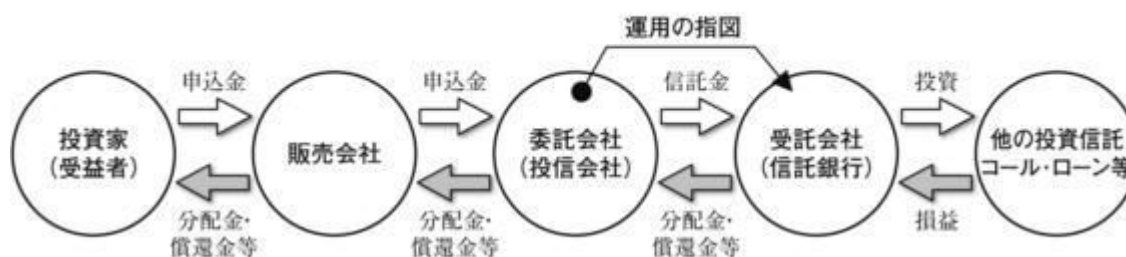 運用の指図
申込金
申込金
信託金
投資
投資家
(受益者)
販売会社
委託会社
(投信会社)
受託会社
(信託銀行)
他の投資信託
コール・ローン等
分配金・
償還金等
分配金・
償還金等
分配金・
償還金等
損益